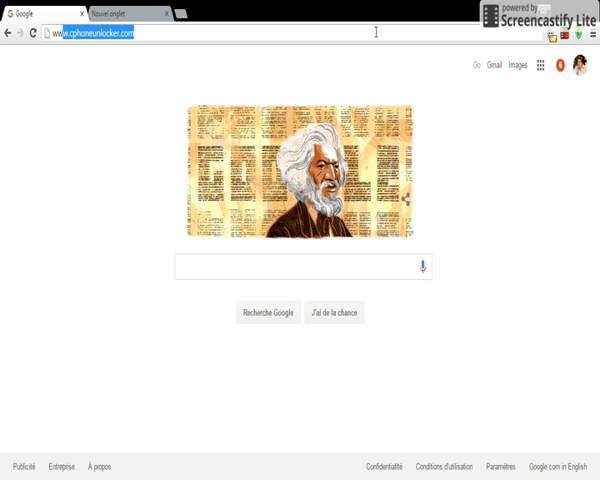 Google
Nouvel onglet
powered by
Screencastify Lite
www.cphoneunlocker.com
Gmail
Images
Recherche Google
J'ai de la chance
Publicité
Entreprise
À propos
Confidentialité
Conditions d'utilisation
Paramètres
Google.com in English